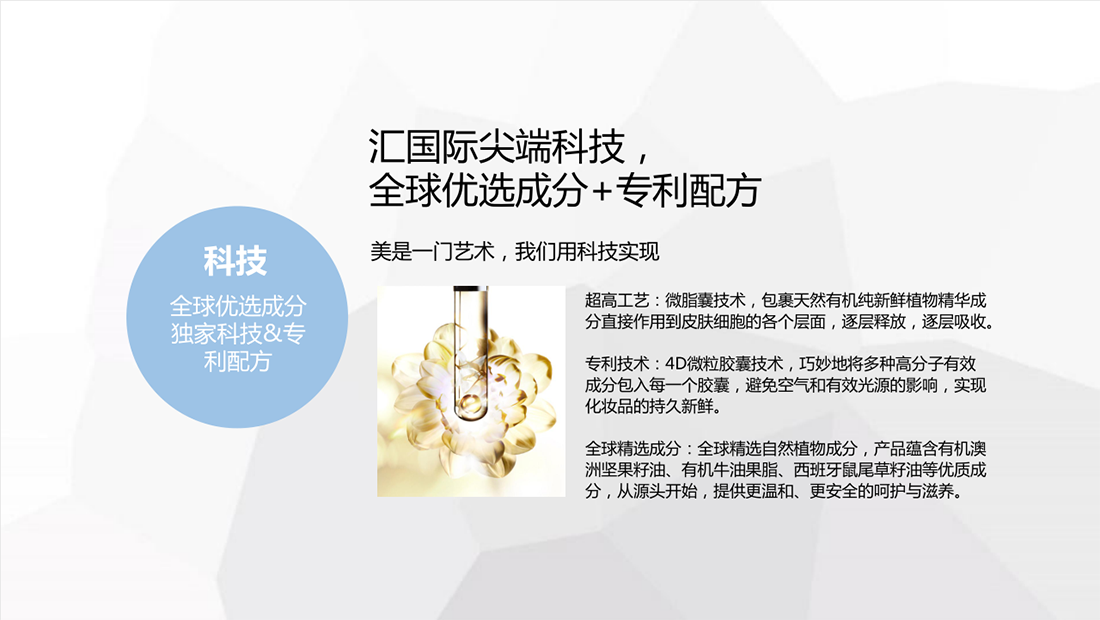 汇国际尖端科技，
全球优选成分+专利配方
科技
全球优选成分
独家科技&专
利配方
美是一门艺术，我们用科技实现
超高工艺：微脂囊技术，包裹天然有机纯新鲜植物精华成
分直接作用到皮肤细胞的各个层面，逐层释放，逐层吸收。
专利技术：4D微粒胶囊技术，巧妙地将多种高分子有效
成分包入每一个胶囊，避免空气和有效光源的影响，实现
化妆品的持久新鲜。
全球精选成分：全球精选自然植物成分，产品蕴含有机澳
洲坚果籽油、有机牛油果脂、西班牙鼠尾草籽油等优质成
分，从源头开始，提供更温和、更安全的呵护与滋养。